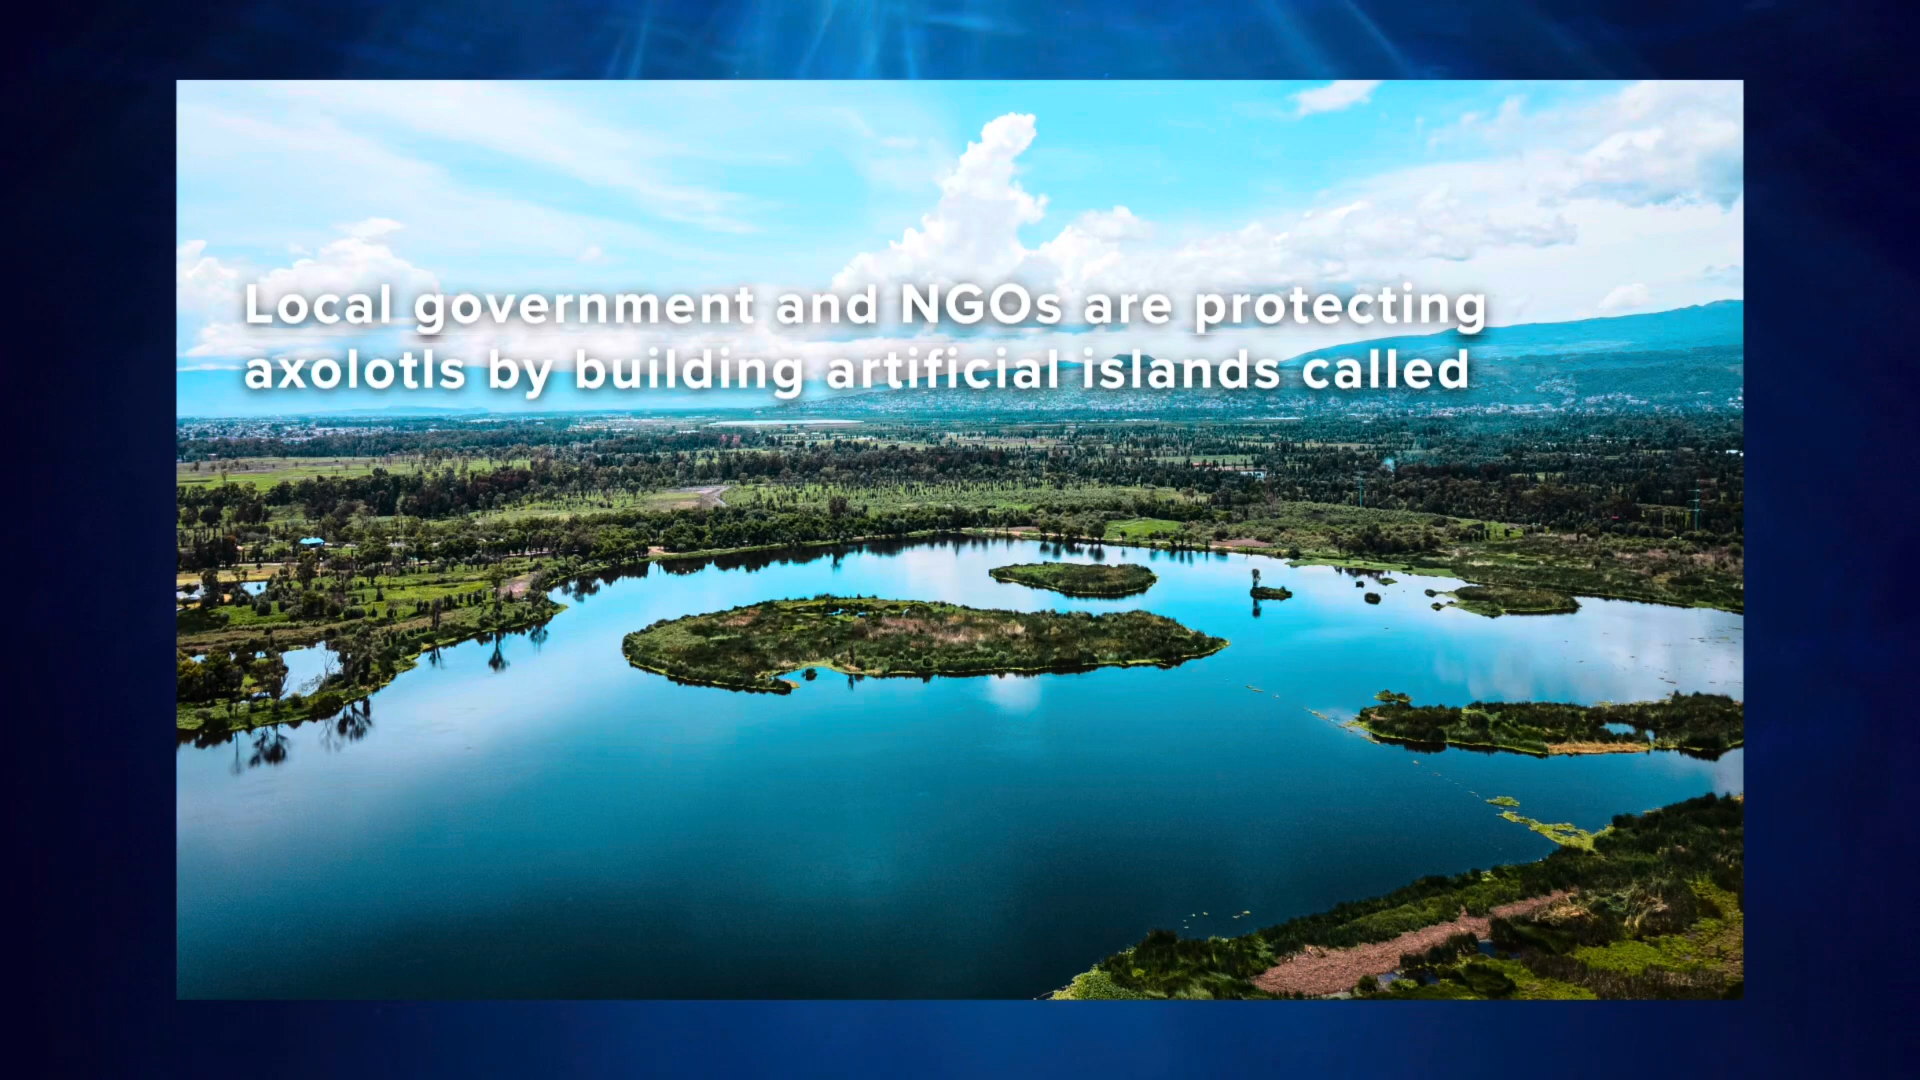 Local government and NGOs are protecting
axolotls by building artificial islands called